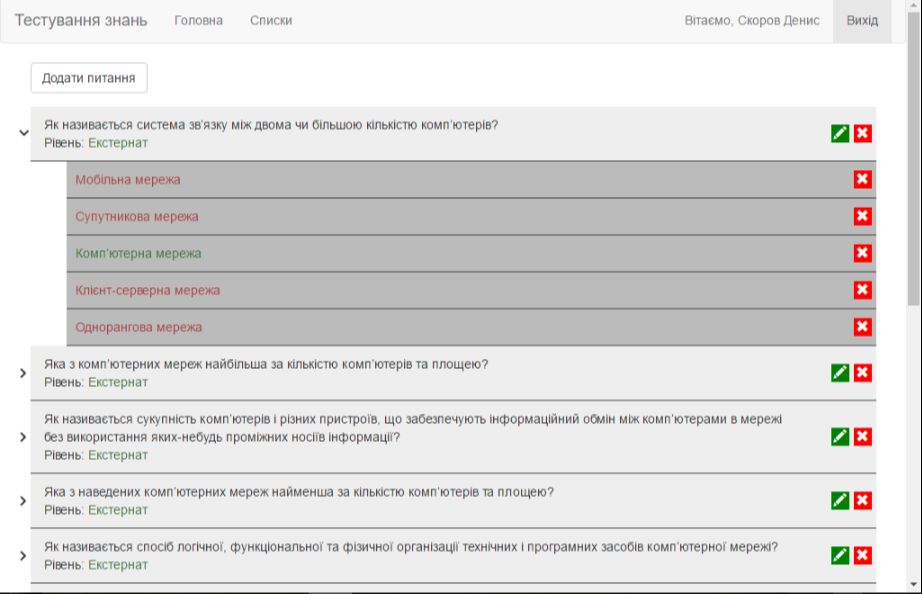 Тестування знань Головна Списки Вітаємо, Скоров Денис Вихід
Додати питання
Як називається система зв'язку між двома чи більшою кількістю комп'ютерів?
Рівень: Екстернат
Мобільна мережа
Супутникова мережа
Комп'ютерна мережа
Клієнт-серверна мережа
Однорангова мережа
Яка з комп'ютерних мереж найбільша за кількістю комп'ютерів та площею?
Рівень: Екстернат
Як називається сукупність комп'ютерів і різних пристроїв, що забезпечують інформаційний обмін між комп'ютерами в мережі
без використання яких-небудь проміжних носіїв інформації?
Рівень: Екстернат
Яка з наведених комп'ютерних мереж найменша за кількістю комп'ютерів та площею?
Рівень: Екстернат
Як називається спосіб логічної, функціональної та фізичної організації технічних і програмних засобів комп'ютерної мережі?
Рівень: Екстернат